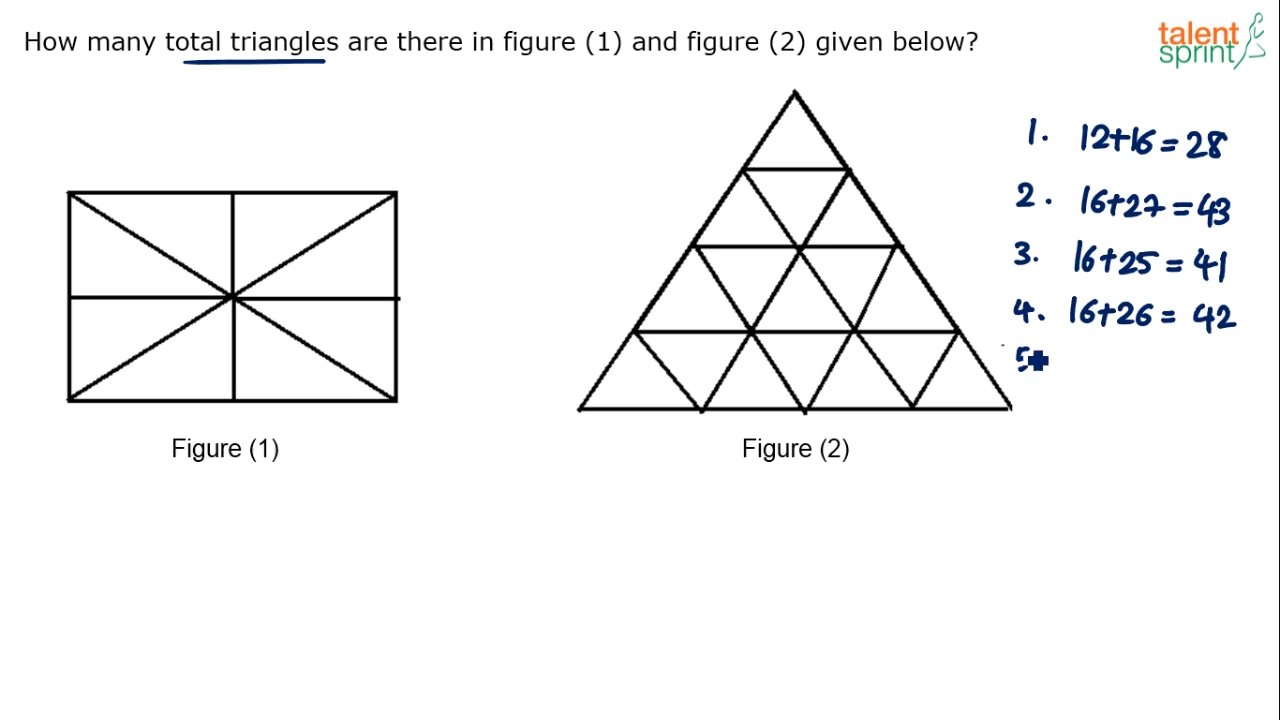 How many total triangles are there in figure (1) and figure (2) given below?
talent
sprint
1. 12+16=28
2. 16+27=43
3. 16+25=41
4. 16+26= 42
5
Figure (1)
Figure (2)